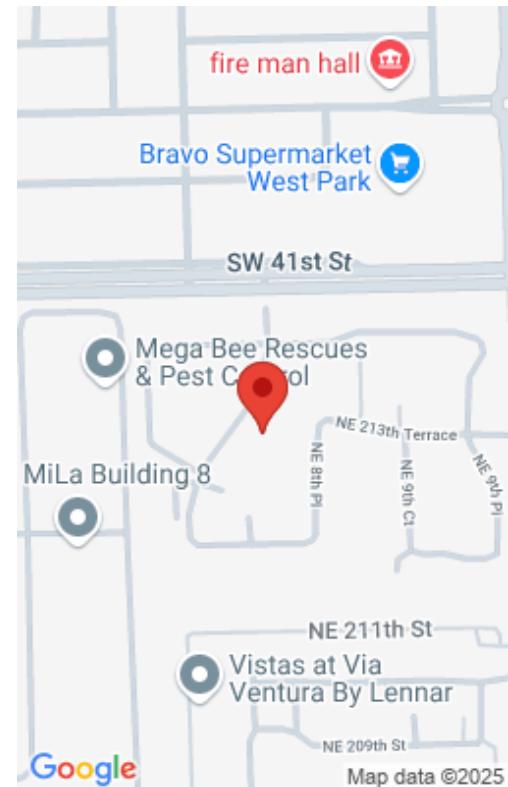 fire man hall
Bravo Supermarket
West Park
SW 41st St
Mega Bee Rescues
& Pest Control
NE 213th Terrace
NE 8th Pl
NE 9th Ct
NE 9th Pl
MiLa Building 8
NE 211th St
Vistas at Via
Ventura By Lennar
NE 209th St
Google
Map data ©2025